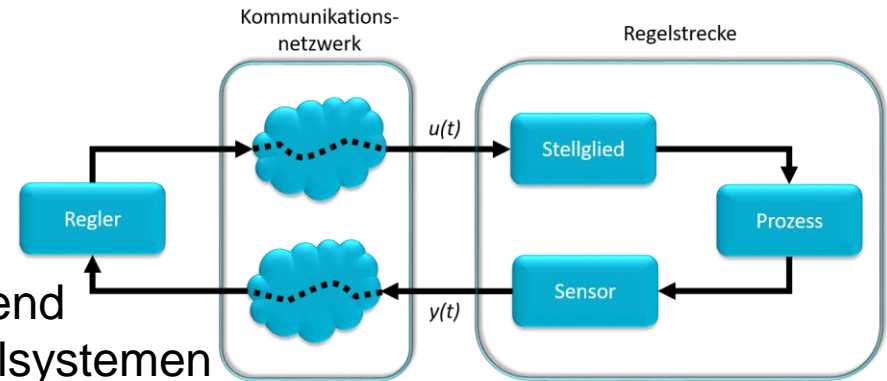 Kommunikations-
netzwerk
Regelstrecke
u(t)
Stellglied
Regler
Prozess
Sensor
y(t)
end
lsystemen